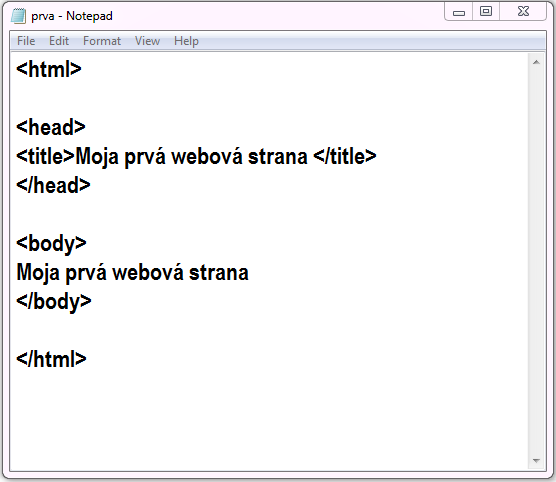 prva - Notepad
File Edit Format View Help
<html>
<head>
<title>Moja prvá webová strana </title>
</head>
<body>
Moja prvá webová strana
</body>
</html>